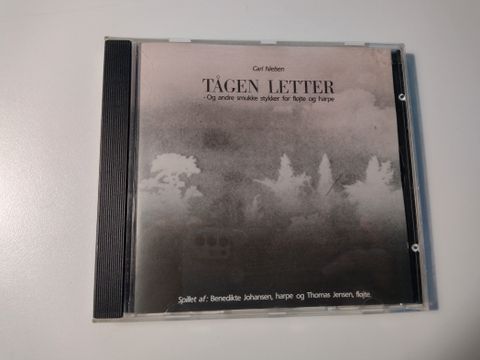 Carl Nielsen
TÅGEN LETTER
- Og andre smukke stykker for fløjte og harpe
Spillet af: Benedikte Johansen, harpe og Thomas Jensen, fløjte.